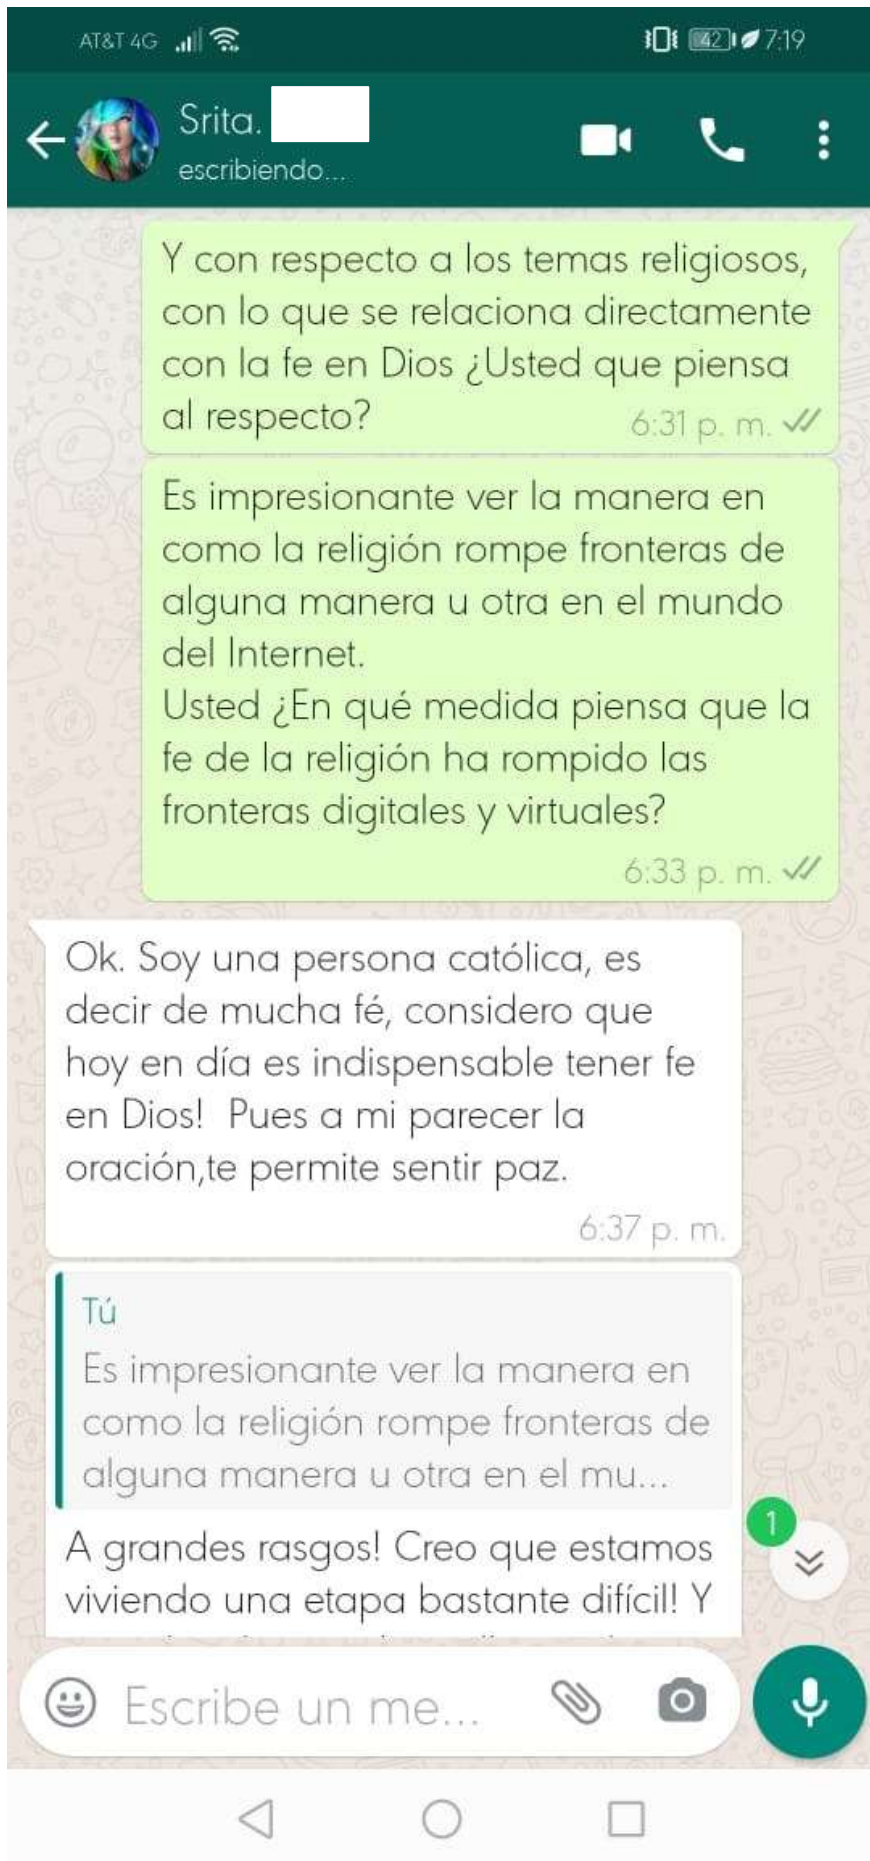 AT&T 4G 42 7:19
Srita.
escribiendo...
Y con respecto a los temas religiosos,
con lo que se relaciona directamente
con la fe en Dios ¿Usted que piensa
al respecto?
6:31 p. m.
Es impresionante ver la manera en
como la religión rompe fronteras de
alguna manera u otra en el mundo
del Internet.
Usted ¿En qué medida piensa que la
fe de la religión ha rompido las
fronteras digitales y virtuales?
6:33 p. m.
Ok. Soy una persona católica, es
decir de mucha fé, considero que
hoy en día es indispensable tener fe
en Dios!  Pues a mi parecer la
oración,te permite sentir paz.
6:37 p. m.
Tú
Es impresionante ver la manera en
como la religión rompe fronteras de
alguna manera u otra en el mu...
A grandes rasgos! Creo que estamos
viviendo una etapa bastante difícil! Y
1
Escribe un me...